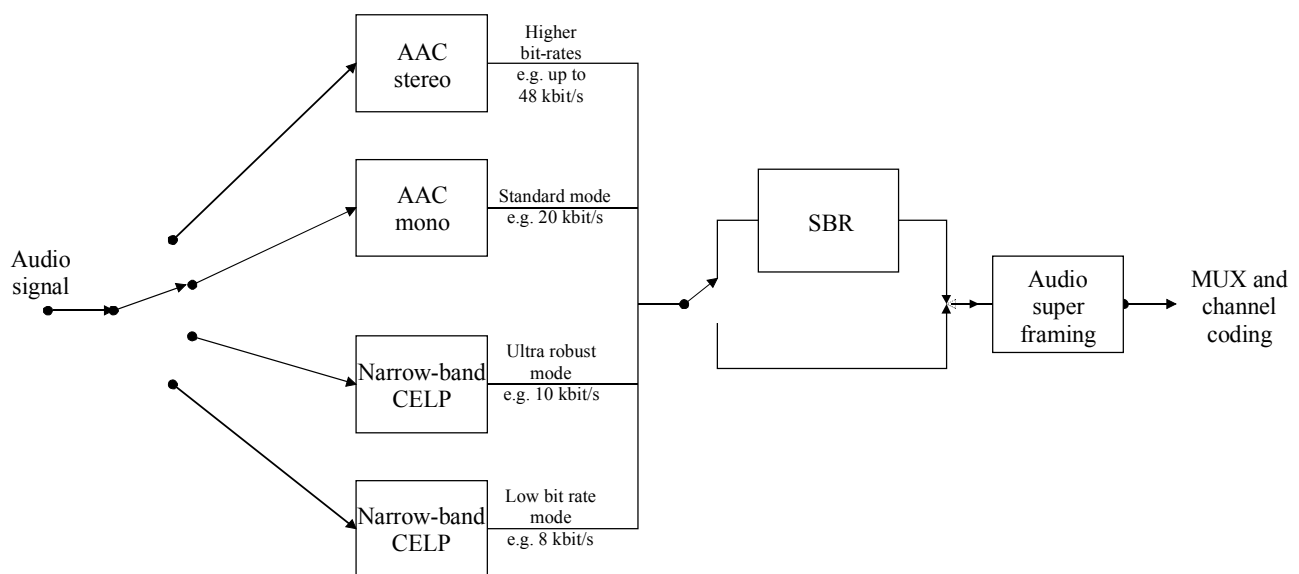 Audio
signal
AAC
stereo
Higher
bit-rates
e.g. up to
48 kbit/s
AAC
mono
Standard mode
e.g. 20 kbit/s
Narrow-band
CELP
Ultra robust
mode
e.g. 10 kbit/s
Narrow-band
CELP
Low bit rate
mode
e.g. 8 kbit/s
SBR
Audio
super
framing
MUX and
channel
coding